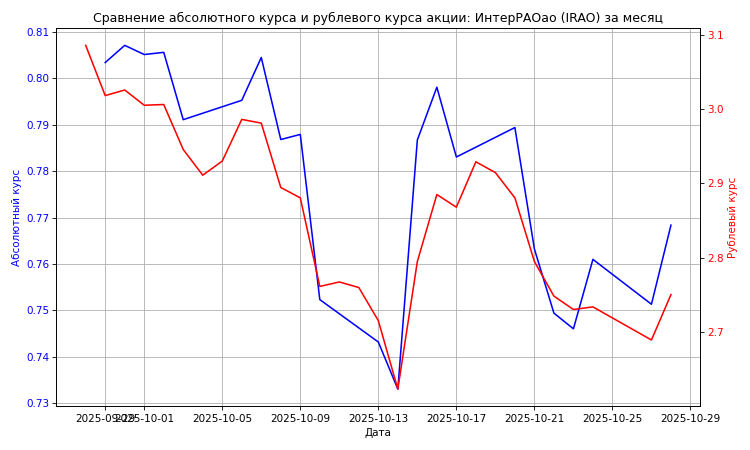 Сравнение абсолютного курса и рублевого курса акции: ИнтерРАОао (IRAO) за месяц
Абсолютный курс
0.81
0.80
0.79
0.78
0.77
0.76
0.75
0.74
0.73
3.1
3.0
2.9
2.8
2.7
Рублевый курс
2025-09-29 2025-10-01 2025-10-05 2025-10-09 2025-10-13 2025-10-17 2025-10-21 2025-10-25 2025-10-29
Дата